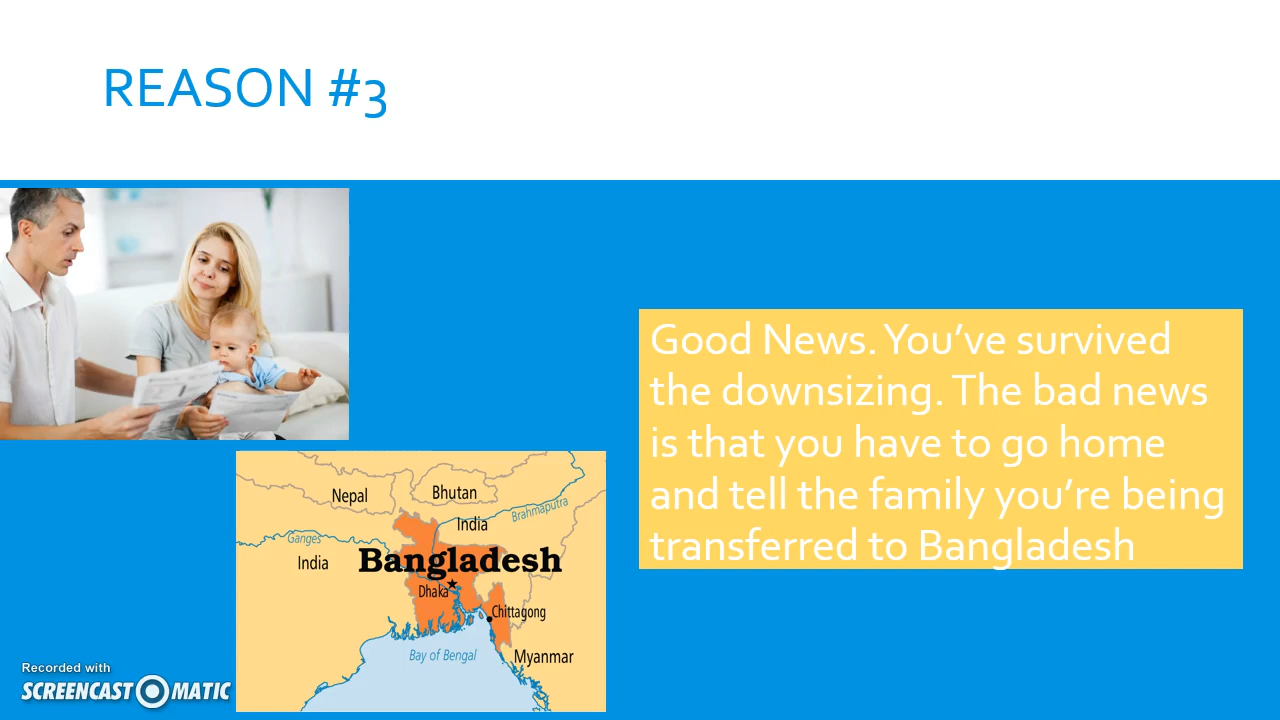 REASON #3
Good News. You’ve survived
the downsizing. The bad news
is that you have to go home
and tell the family you’re being
transferred to Bangladesh
Nepal
Bhutan
Brahmaputra
India
Ganges
India
Bangladesh
Dhaka
Chittagong
Bay of Bengal
Myanmar
Recorded with
SCREENCAST MATIC